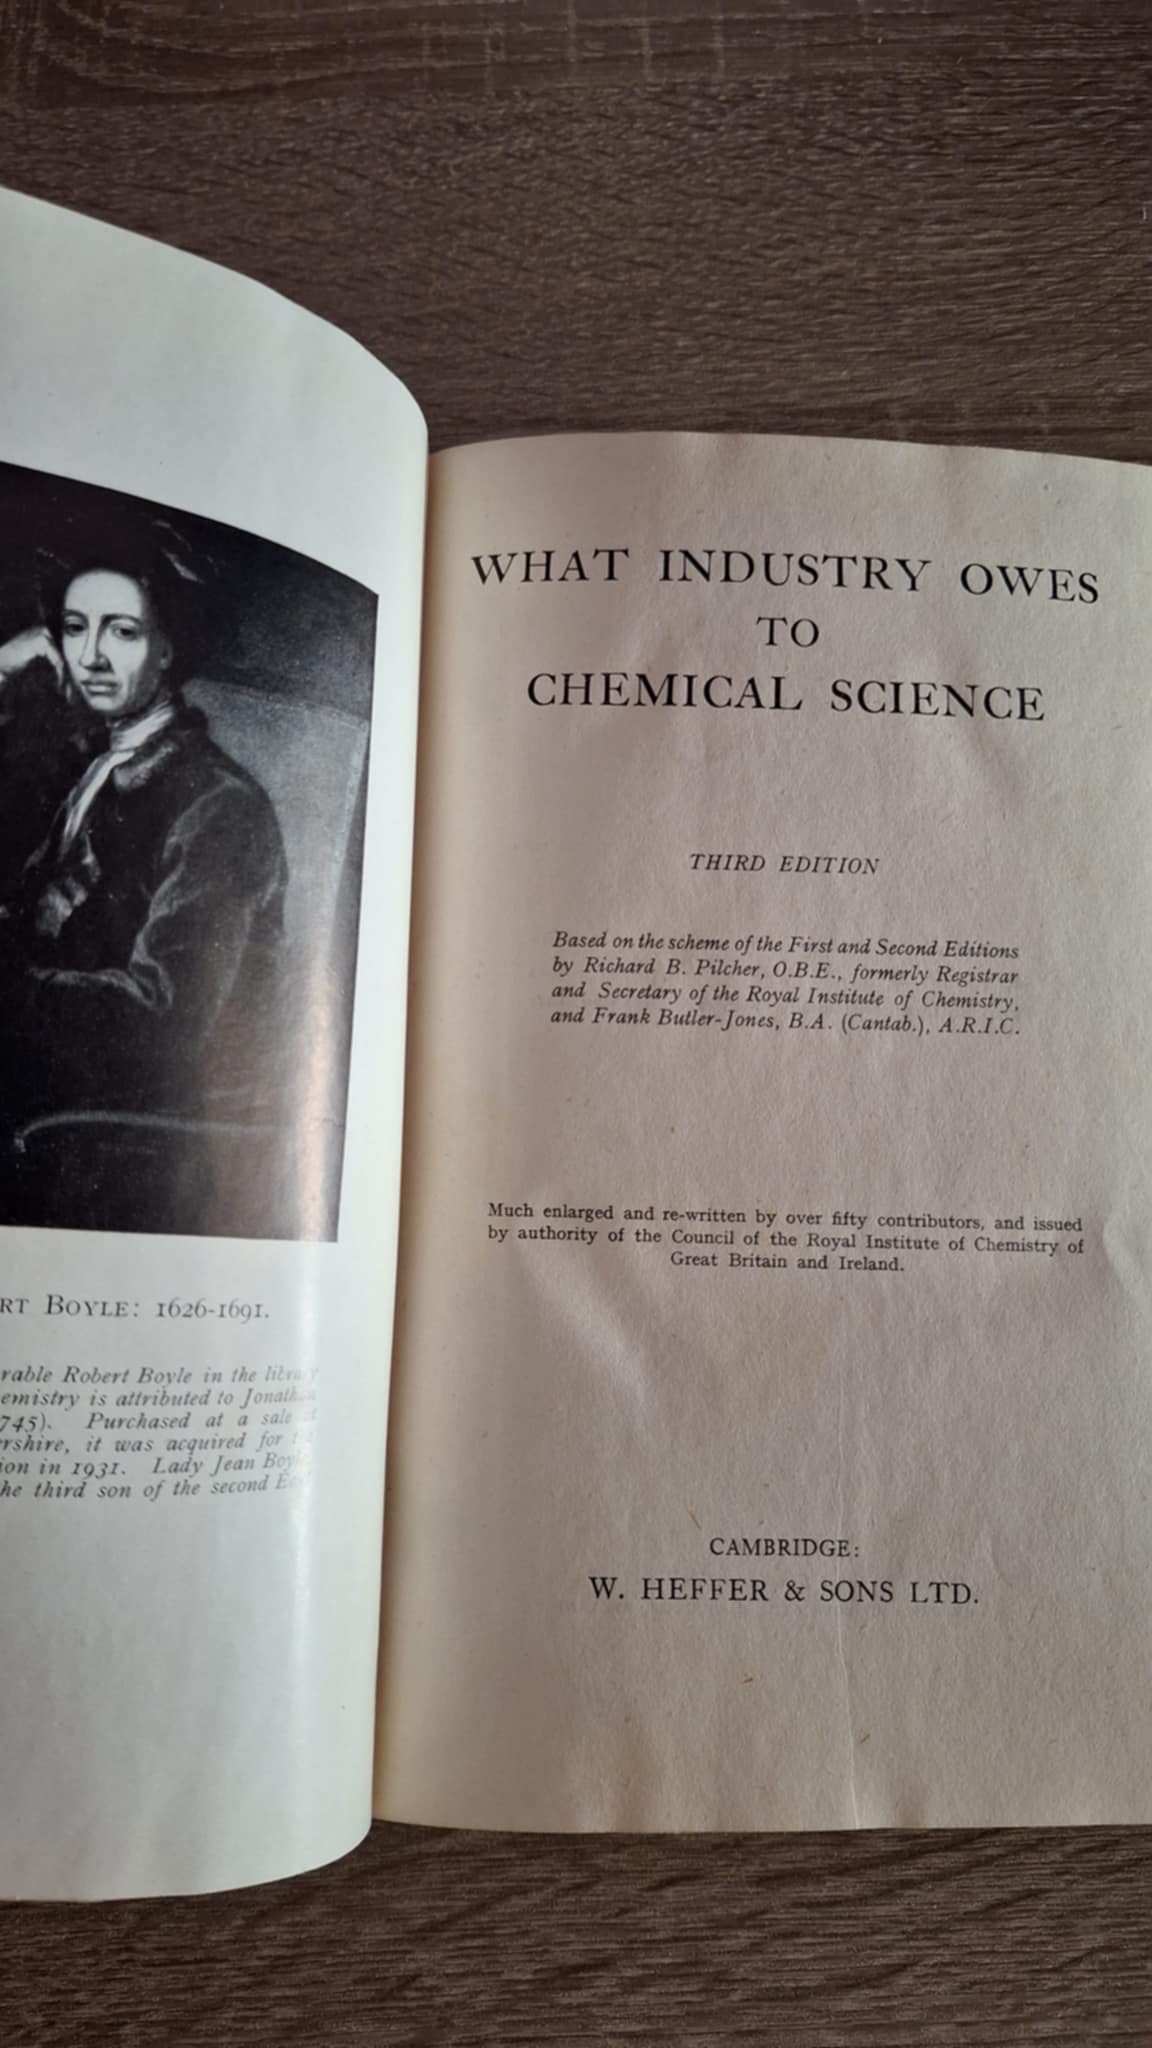 RT BOYLE: 1626-1691.
rable Robert Boyle in the library
emistry is attributed to Jonathan
745). Purchased at a sale
rshire, it was acquired for
ion in 1931. Lady Jean
he third son of the second
WHAT INDUSTRY OWES
TO
CHEMICAL SCIENCE
THIRD EDITION
Based on the scheme of the First and Second Editions
by Richard B. Pilcher, O.B.E., formerly Registrar
and Secretary of the Royal Institute of Chemistry,
and Frank Butler-Jones, B.A. (Cantab.), A.R.I.C.
Much enlarged and re-written by over fifty contributors, and issued
by authority of the Council of the Royal Institute of Chemistry of
Great Britain and Ireland.
CAMBRIDGE:
W. HEFFER & SONS LTD.